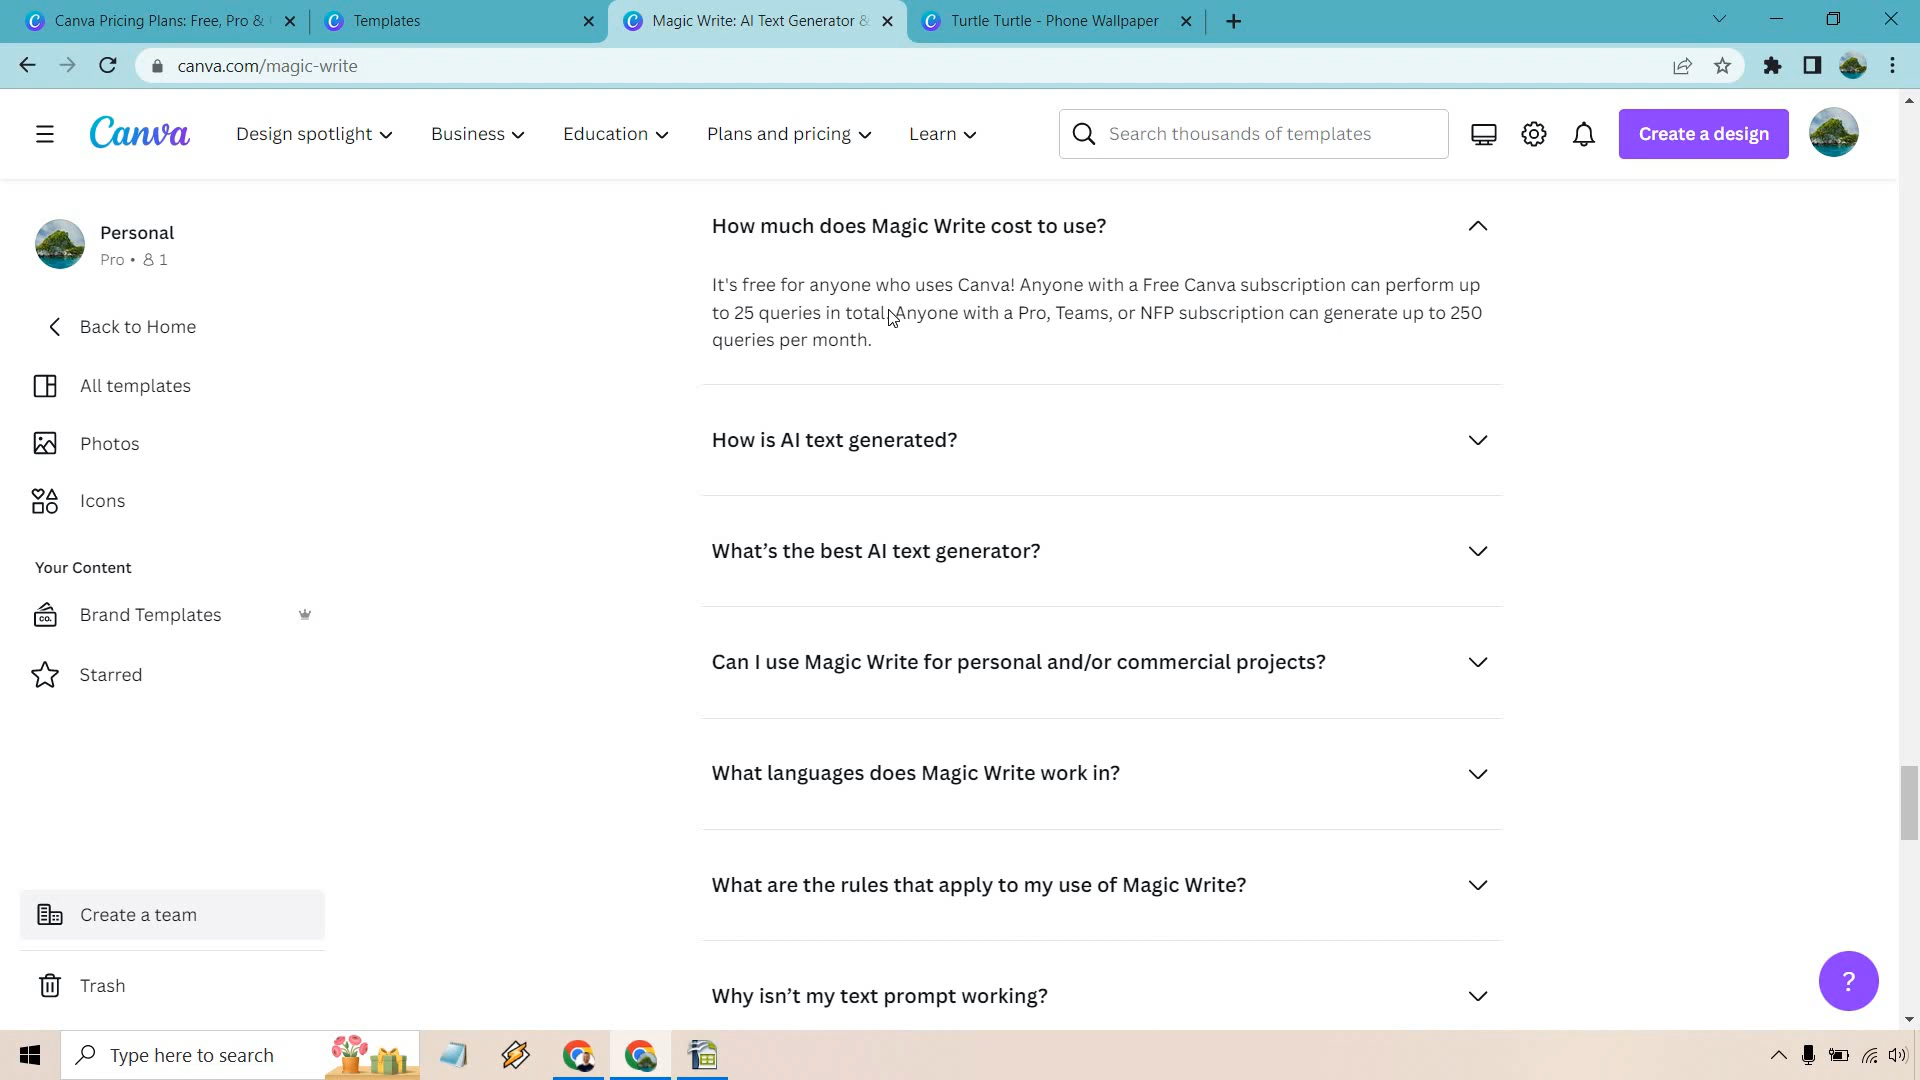 Canva Pricing Plans: Free, Pro &
Templates
Magic Write: AI Text Generator &
Turtle Turtle - Phone Wallpaper
canva.com/magic-write
Canva
Design spotlight
Business
Education
Plans and pricing
Learn
Search thousands of templates
Create a design
Personal
Pro • 1
Back to Home
All templates
Photos
Icons
Your Content
CO.
Brand Templates
Starred
Create a team
Trash
How much does Magic Write cost to use?
It's free for anyone who uses Canva! Anyone with a Free Canva subscription can perform up
to 25 queries in total. Anyone with a Pro, Teams, or NFP subscription can generate up to 250
queries per month.
How is AI text generated?
What’s the best AI text generator?
Can I use Magic Write for personal and/or commercial projects?
What languages does Magic Write work in?
What are the rules that apply to my use of Magic Write?
Why isn’t my text prompt working?
?
Type here to search